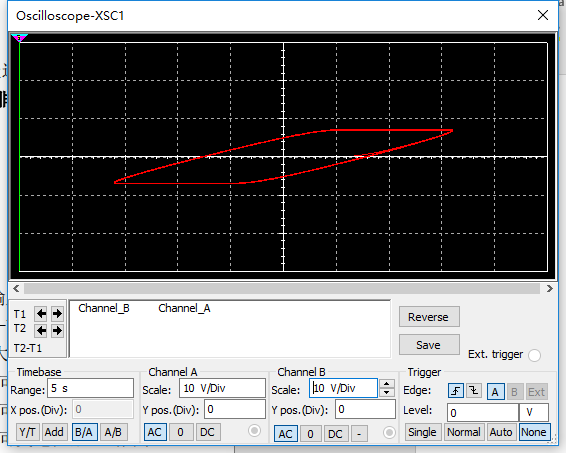 Oscilloscope-XSC1
T1
T2
T2-T1
Channel_B Channel_A
Reverse
Save
Ext. trigger
Timebase
Range: 5 s
X pos.(Div): 0
Y/T Add B/A A/B
Channel A
Scale: 10 V/Div
Y pos.(Div): 0
AC 0 DC
Channel B
Scale: 10 V/Div
Y pos.(Div): 0
AC 0 DC -
Trigger
Edge: A B Ext
Level: 0 V
Single Normal Auto None